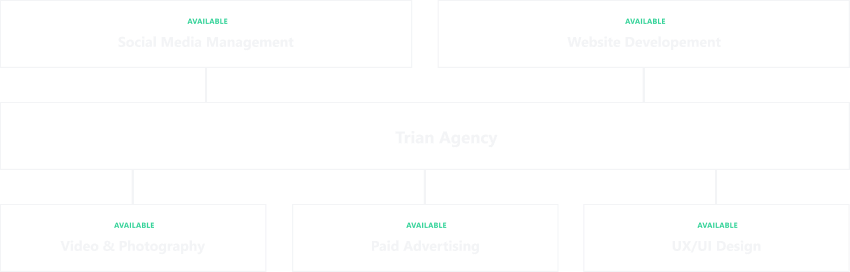 AVAILABLE
Social Media Management
AVAILABLE
Website Developement
Trian Agency
AVAILABLE
Video & Photography
AVAILABLE
Paid Advertising
AVAILABLE
UX/UI Design